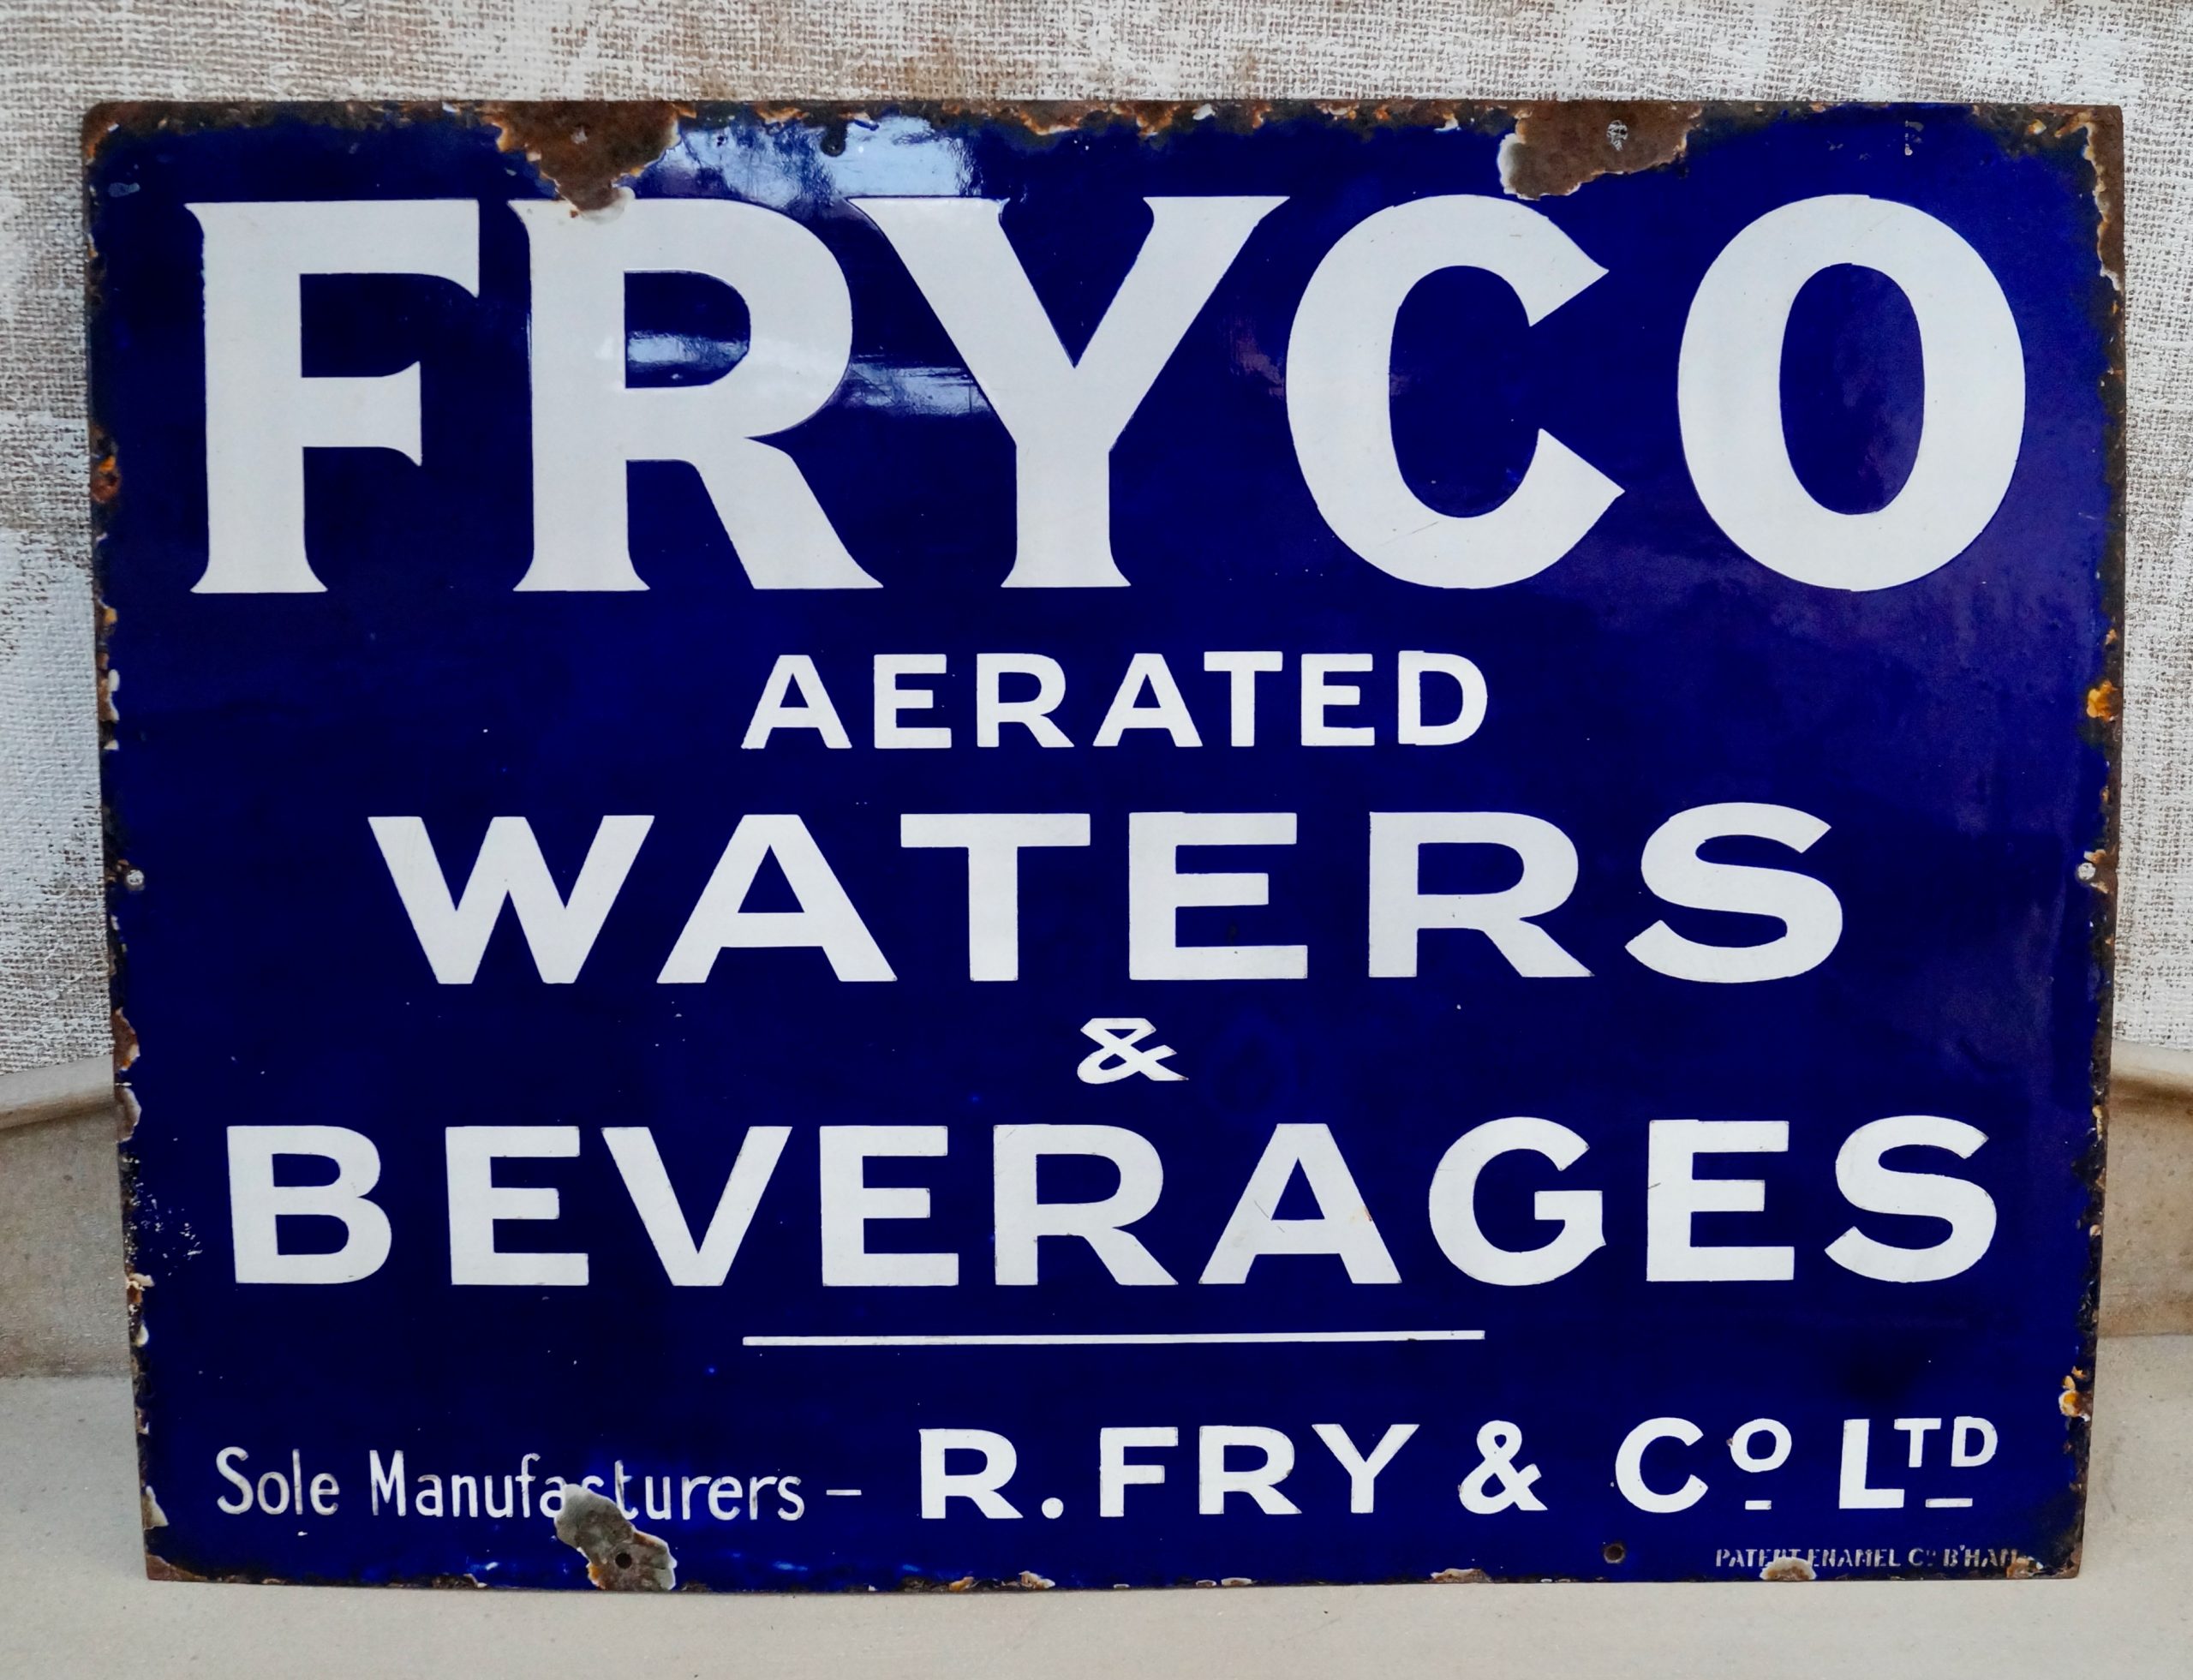 FRYCO
AERATED
WATERS
&
BEVERAGES
Sole Manufacturers – R. FRY & Co LTD
PATENT ENAMEL Co B'HAM